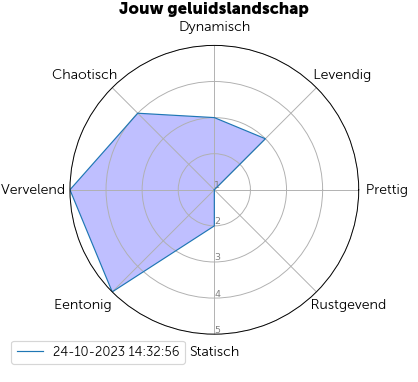 Jouw geluidslandschap
Dynamisch
Chaotisch
Levendig
Vervelend
1
Prettig
2
3
4
Eentonig
Rustgevend
5
24-10-2023 14:32:56
Statisch